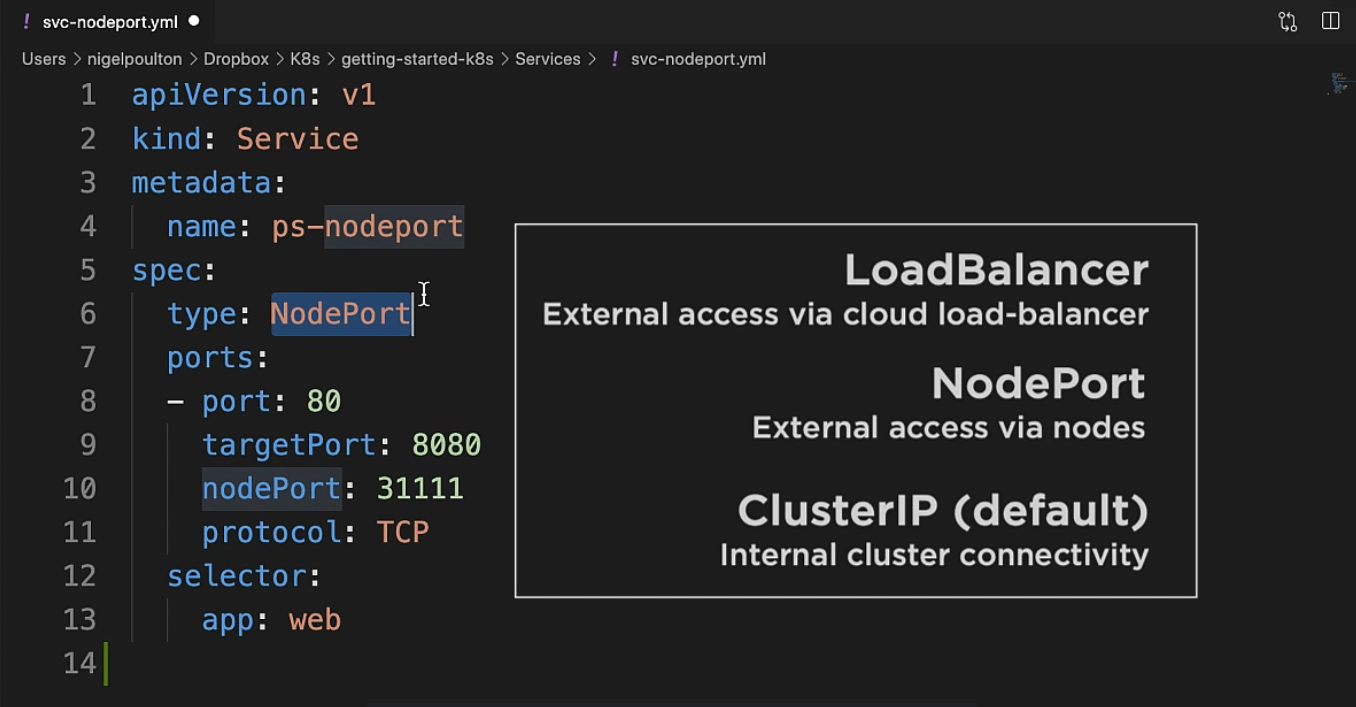 svc-nodeport.yml
Users > nigelpoulton > Dropbox > K8s > getting-started-k8s > Services > ! svc-nodeport.yml
1 apiVersion: v1
2 kind: Service
3 metadata:
4   name: ps-nodeport
5 spec:
6   type: NodePort
7   ports:
8   - port: 80
9     targetPort: 8080
10     nodePort: 31111
11     protocol: TCP
12   selector:
13     app: web
14
LoadBalancer
External access via cloud load-balancer
NodePort
External access via nodes
ClusterIP (default)
Internal cluster connectivity